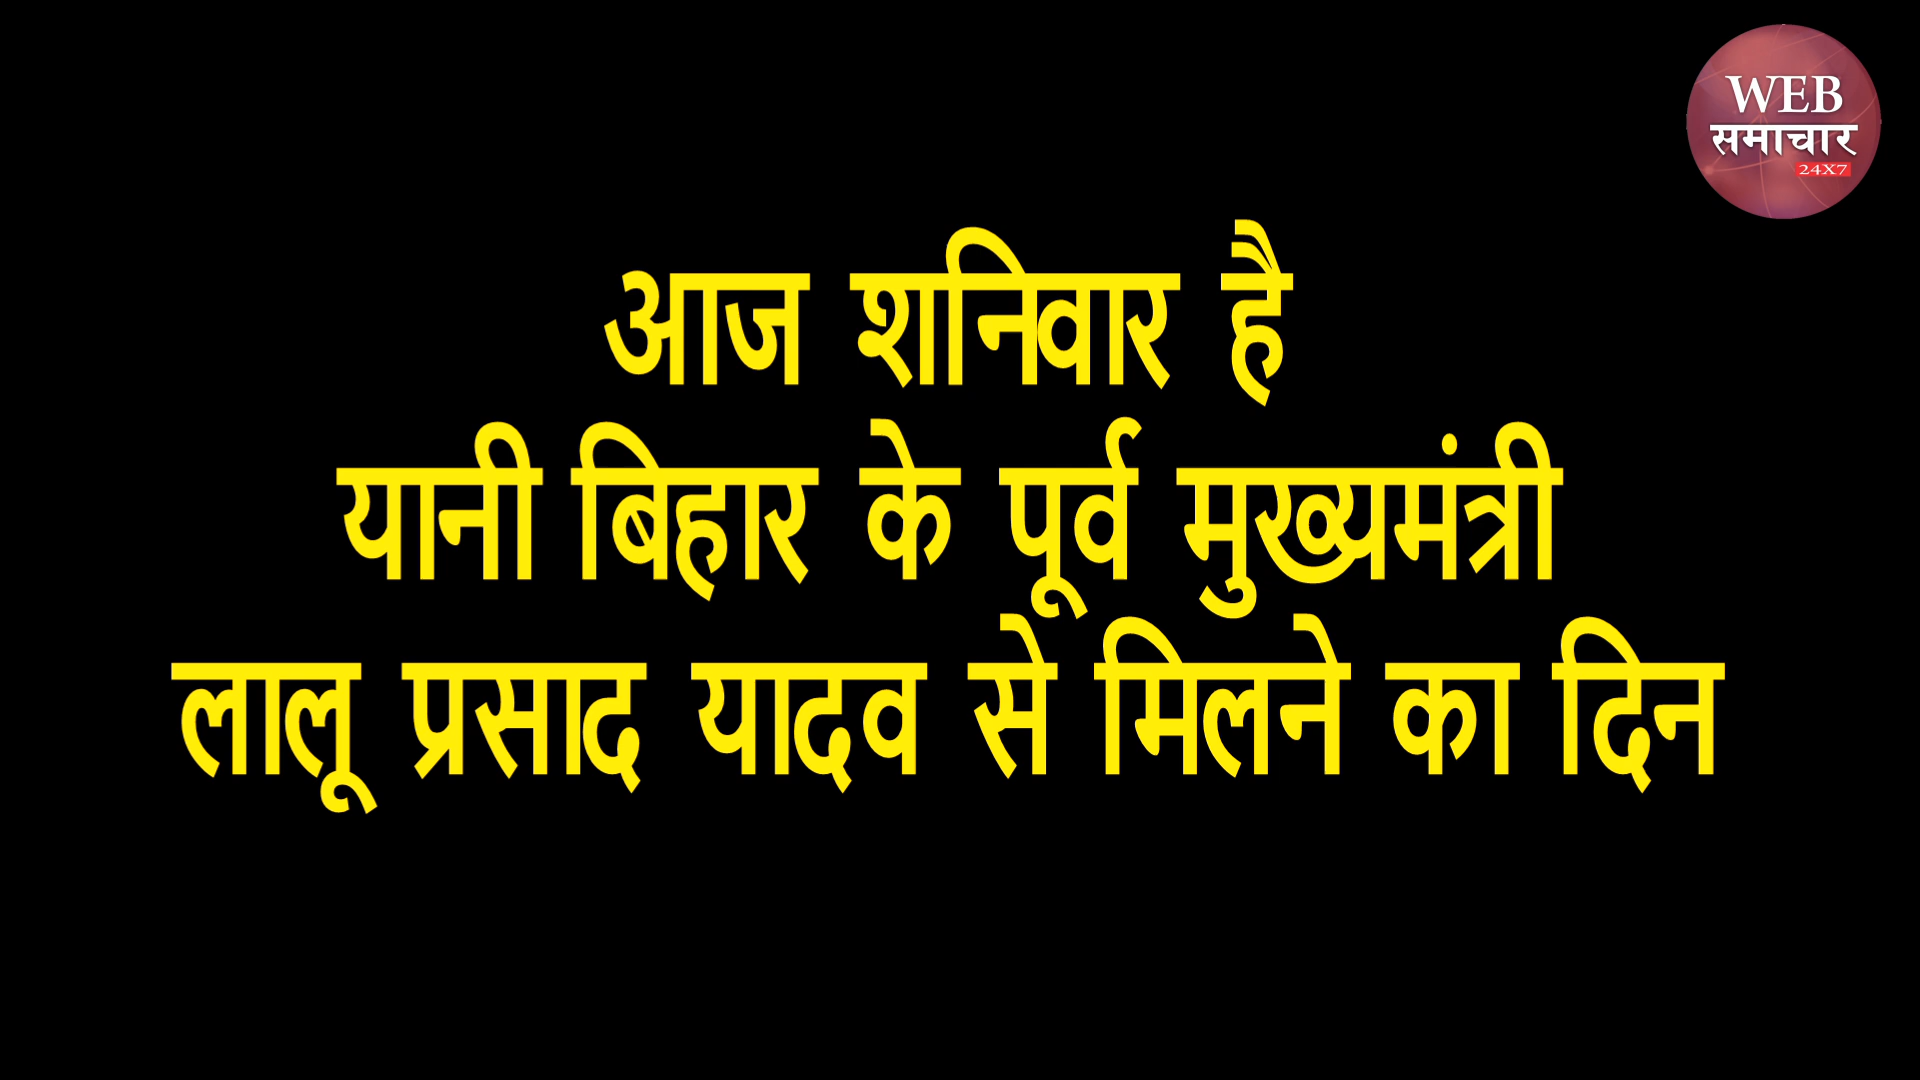 WEB
समाचार
24X7
आज शनिवार है
यानी बिहार के पूर्व मुख्यमंत्री
लालू प्रसाद यादव से मिलने का दिन